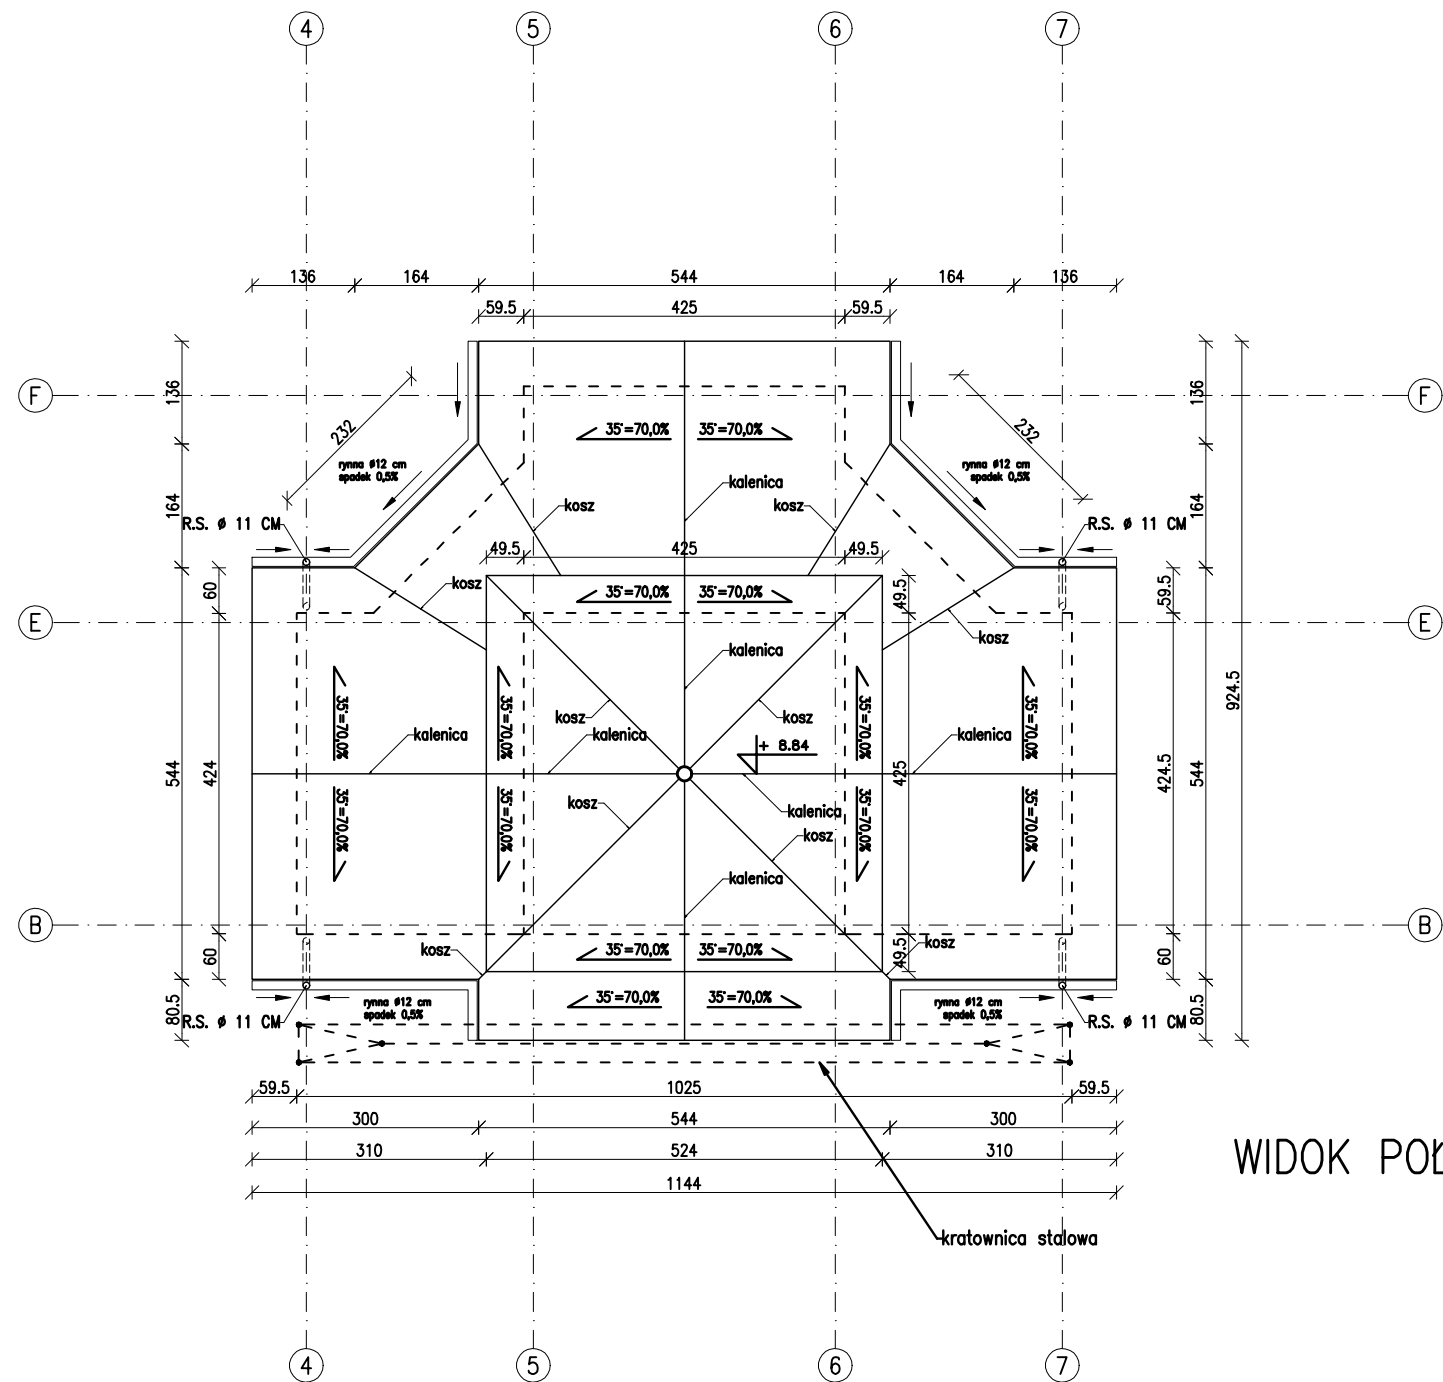 4 5 6 7
136 164 544 164 136
59.5 425 59.5
F F
136 136
232 232
35°=70,0% 35°=70,0%
rynna ø12 cm
spadek 0,5%
rynna ø12 cm
spadek 0,5%
kalenica
kosz kosz
164 164
R.S. ø 11 CM R.S. ø 11 CM
49.5 425 49.5
kosz
60 35°=70,0% 35°=70,0% 49.5 59.5
E E
kosz
kalenica
35°=70,0% 35°=70,0% 35°=70,0% 35°=70,0%
924.5
kosz kosz
kalenica kalenica kalenica
+ 8.84
544 424 425 424.5 544
kosz kalenica
35°=70,0% 35°=70,0% 35°=70,0% 35°=70,0%
kosz
kalenica
B B
kosz 35°=70,0% 35°=70,0% kosz
60 49.5 60
35°=70,0% 35°=70,0%
80.5 80.5
rynna ø12 cm
spadek 0,5%
rynna ø12 cm
spadek 0,5%
R.S. ø 11 CM R.S. ø 11 CM
59.5 1025 59.5
300 544 300
310 524 310
1144
WIDOK POŁ
kratownica stalowa
4 5 6 7